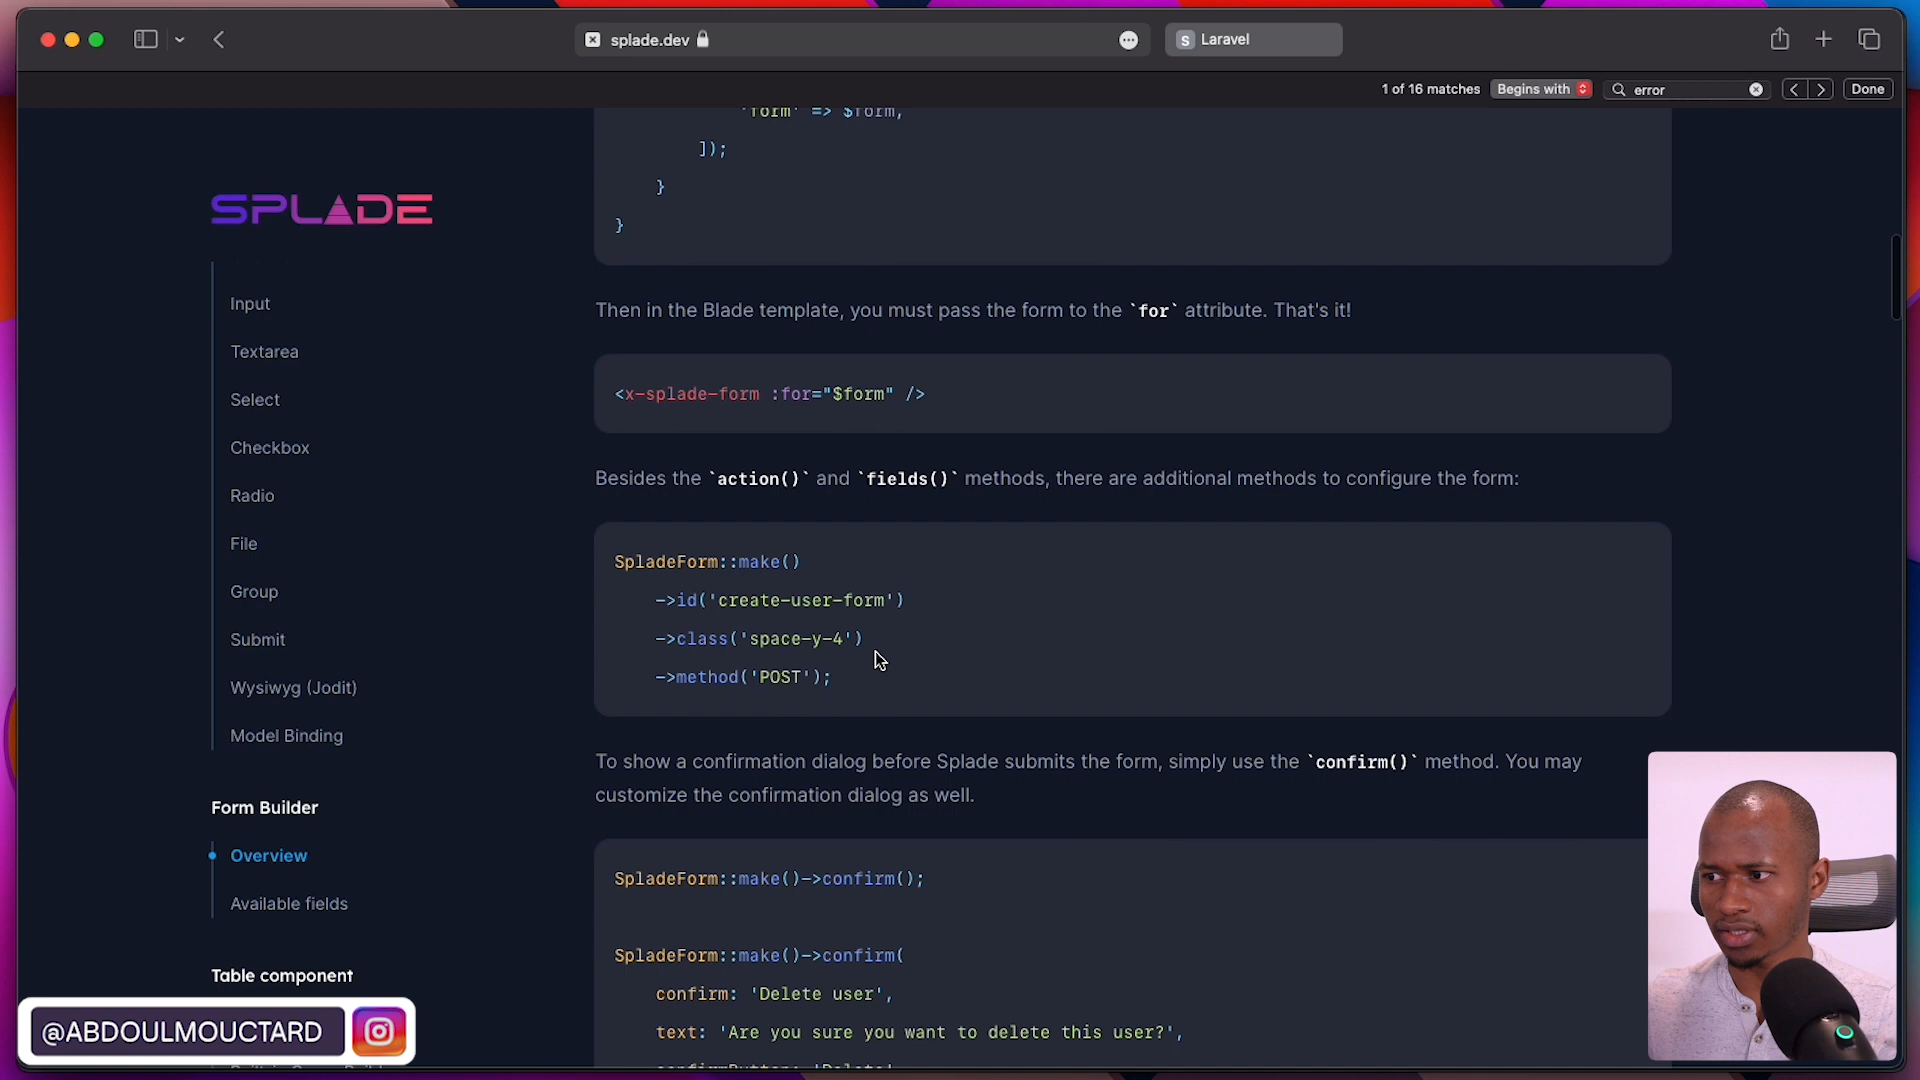 splade.dev
S Laravel
1 of 16 matches
Begins with
error
Done
'form' => $form,
]);
}
}
SPLADE
Input
Textarea
Select
Checkbox
Radio
File
Group
Submit
Wysiwyg (Jodit)
Model Binding
Form Builder
Overview
Available fields
Table component
Then in the Blade template, you must pass the form to the `for` attribute. That's it!
<x-splade-form :for="$form" />
Besides the `action()` and `fields()` methods, there are additional methods to configure the form:
SpladeForm::make()
->id('create-user-form')
->class('space-y-4')
->method('POST');
To show a confirmation dialog before Splade submits the form, simply use the `confirm()` method. You may
customize the confirmation dialog as well.
SpladeForm::make()->confirm();
SpladeForm::make()->confirm(
confirm: 'Delete user',
text: 'Are you sure you want to delete this user?',
confirmButton: 'Delete'
@ABDOULMOUCTARD